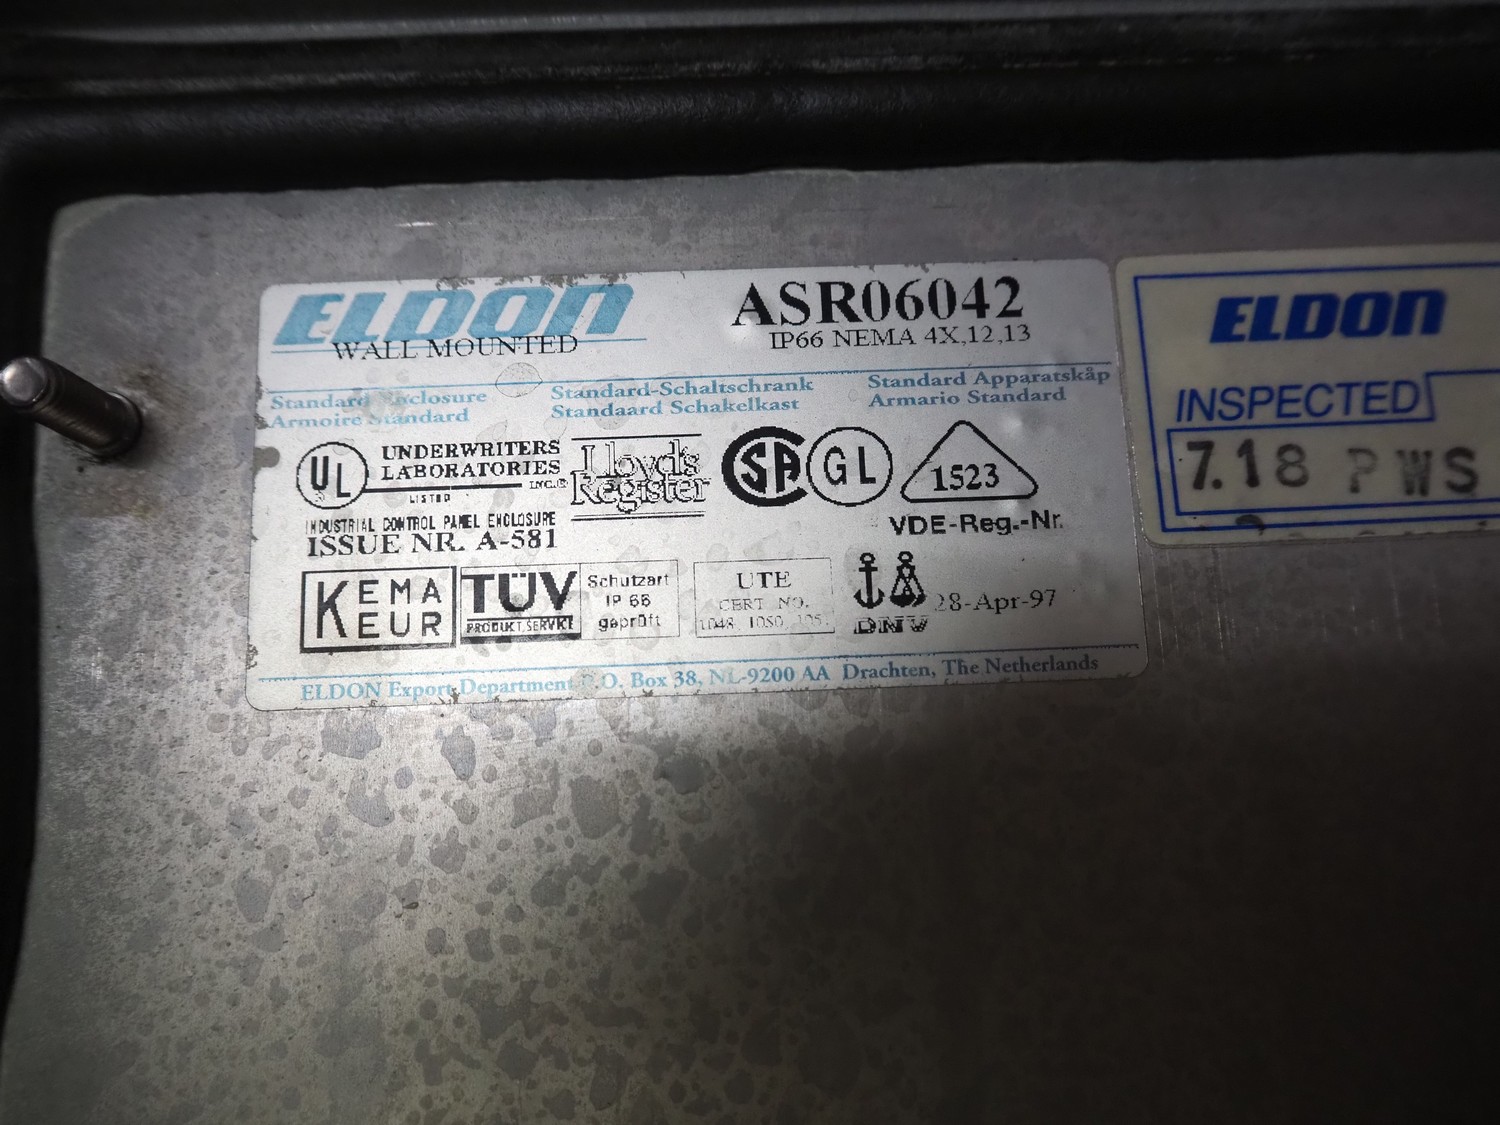 ELDON
WALL MOUNTED
ASR06042
IP66 NEMA 4X,12,13
Standard Enclosure
Armoire Standard
Standard-Schaltschrank
Standaard Schakelkast
Standard Apparatskåp
Armario Standard
UL
UNDERWRITERS
LABORATORIES
INC.®
LISTED
INDUSTRIAL CONTROL PANEL ENCLOSURE
ISSUE NR. A-581
Lloyd's
Register
SA
GL
1523
VDE-Reg.-Nr.
KEMA
KEUR
TÜV
PRODUKT SERVICE
Schutzart
IP 66
geprüft
UTE
CERT NO.
1048, 1050,
DNV
28-Apr-97
ELDON Export Department P.O. Box 38, NL-9200 AA Drachten, The Netherlands
ELDON
INSPECTED
7.18 PWS